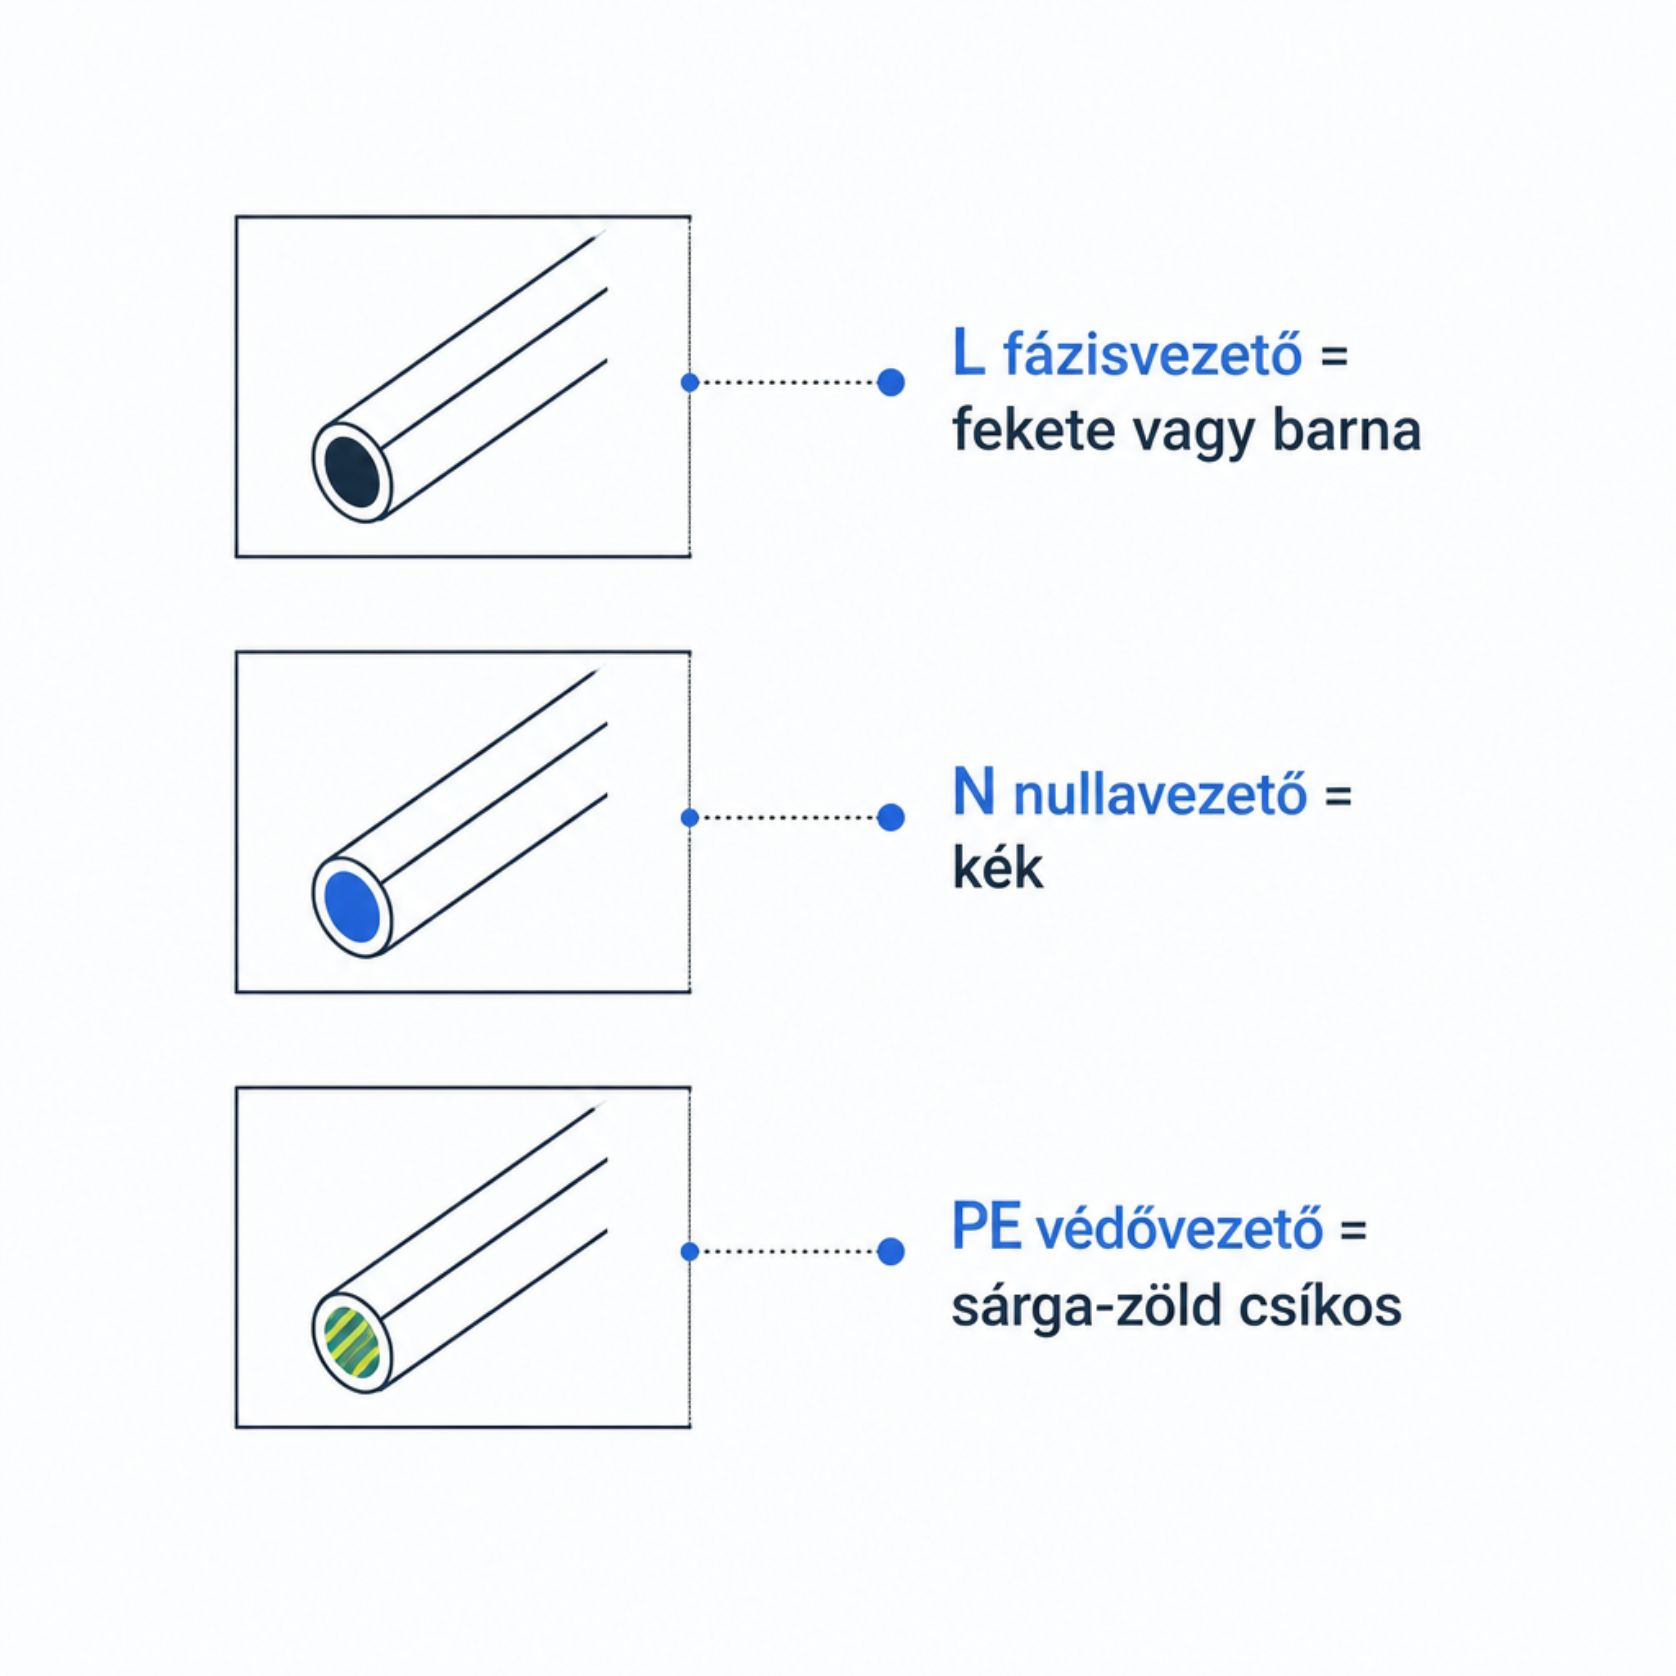 L fázisvezető =
fekete vagy barna
N nullavezető =
kék
PE védővezető =
sárga-zöld csíkos